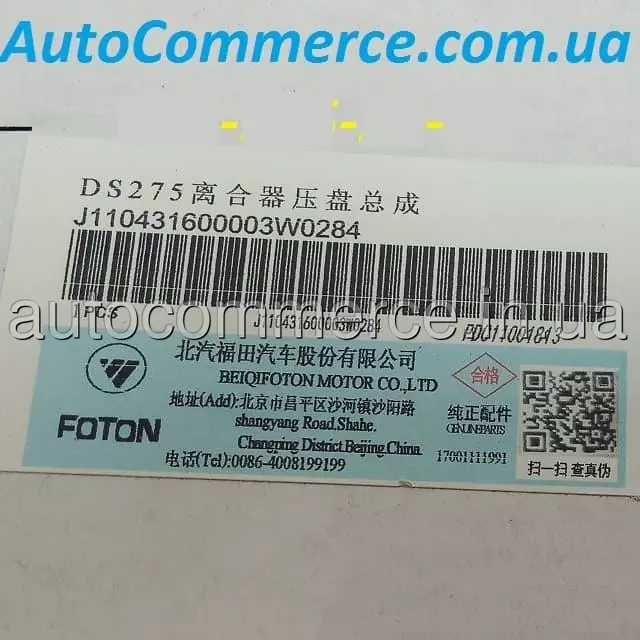 AutoCommerce.com.ua
DS275离合器压盘总成
J110431600003W0284
1 PCS J110431600003W0284
autocommerce.in.ua
北汽福田汽车股份有限公司
BEIQIFOTON MOTOR CO.,LTD
地址(Add):北京市昌平区沙河镇沙阳路
shangyang Road.Shahe.
Changping District.Beijing.China.
电话(Tel):0086-4008199199
FOTON
合格
纯正配件
GENUINEPARTS
17001111991
扫一扫 查真伪